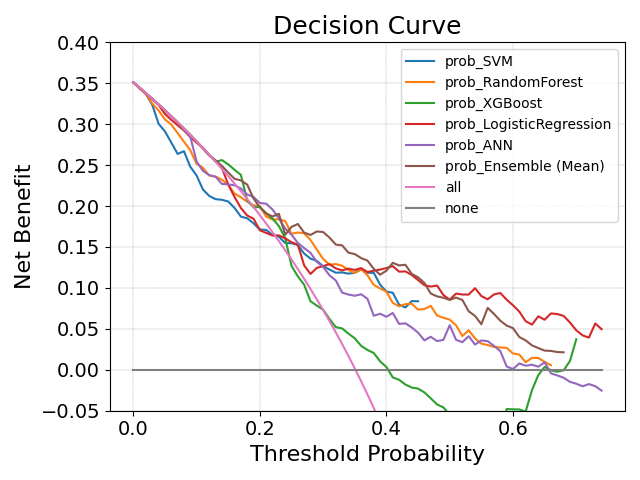 Decision Curve
Net Benefit
0.40
0.35
0.30
0.25
0.20
0.15
0.10
0.05
0.00
−0.05
prob_SVM
prob_RandomForest
prob_XGBoost
prob_LogisticRegression
prob_ANN
prob_Ensemble (Mean)
all
none
0.0 0.2 0.4 0.6
Threshold Probability